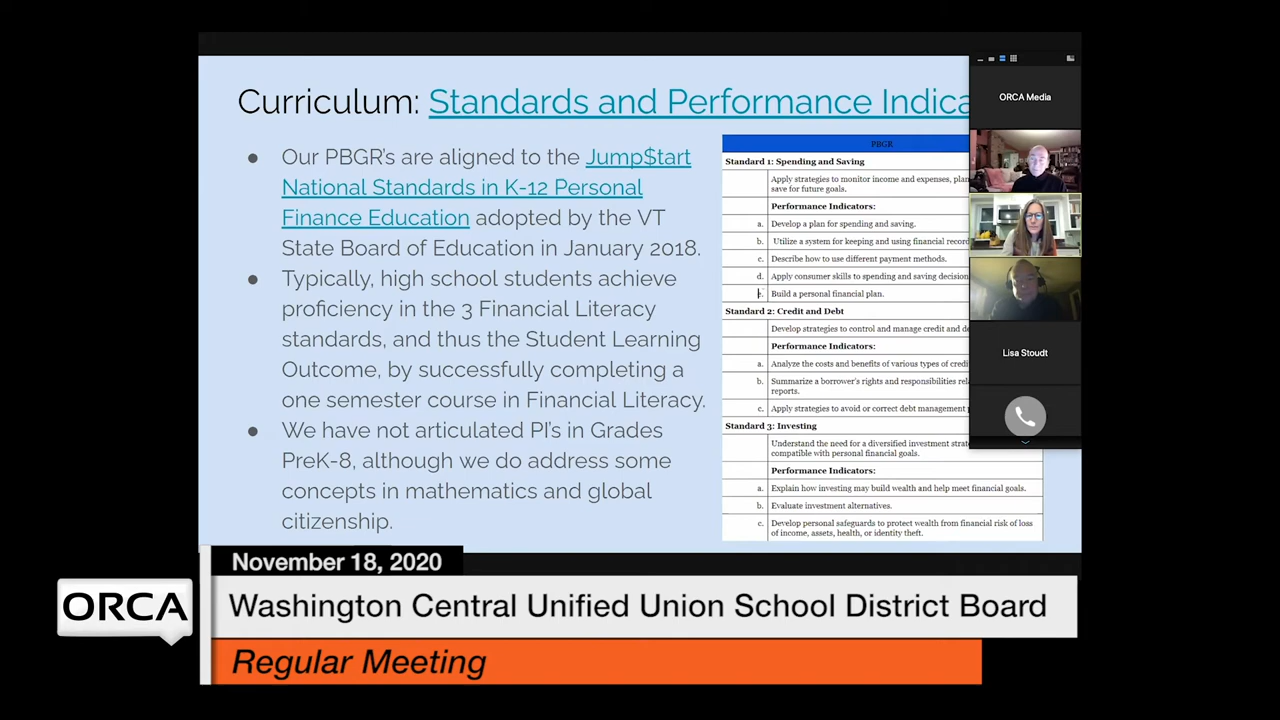 Curriculum: Standards and Performance Indica
● Our PBGR's are aligned to the Jump$tart
National Standards in K-12 Personal
Finance Education adopted by the VT
State Board of Education in January 2018.
● Typically, high school students achieve
proficiency in the 3 Financial Literacy
standards, and thus the Student Learning
Outcome, by successfully completing a
one semester course in Financial Literacy.
● We have not articulated PI's in Grades
PreK-8, although we do address some
concepts in mathematics and global
citizenship.
PBGR
Standard 1: Spending and Saving
Apply strategies to monitor income and expenses, plan
save for future goals.
Performance Indicators:
a. Develop a plan for spending and saving.
b. Utilize a system for keeping and using financial record
c. Describe how to use different payment methods.
d. Apply consumer skills to spending and saving decision
e. Build a personal financial plan.
Standard 2: Credit and Debt
Develop strategies to control and manage credit and de
Performance Indicators:
a. Analyze the costs and benefits of various types of credi
b. Summarize a borrower's rights and responsibilities rel
reports.
c. Apply strategies to avoid or correct debt management
Standard 3: Investing
Understand the need for a diversified investment strat
compatible with personal financial goals.
Performance Indicators:
a. Explain how investing may build wealth and help meet financial goals.
b. Evaluate investment alternatives.
c. Develop personal safeguards to protect wealth from financial risk of loss
of income, assets, health, or identity theft.
ORCA Media
Lisa Stoudt
November 18, 2020
ORCA
Washington Central Unified Union School District Board
Regular Meeting